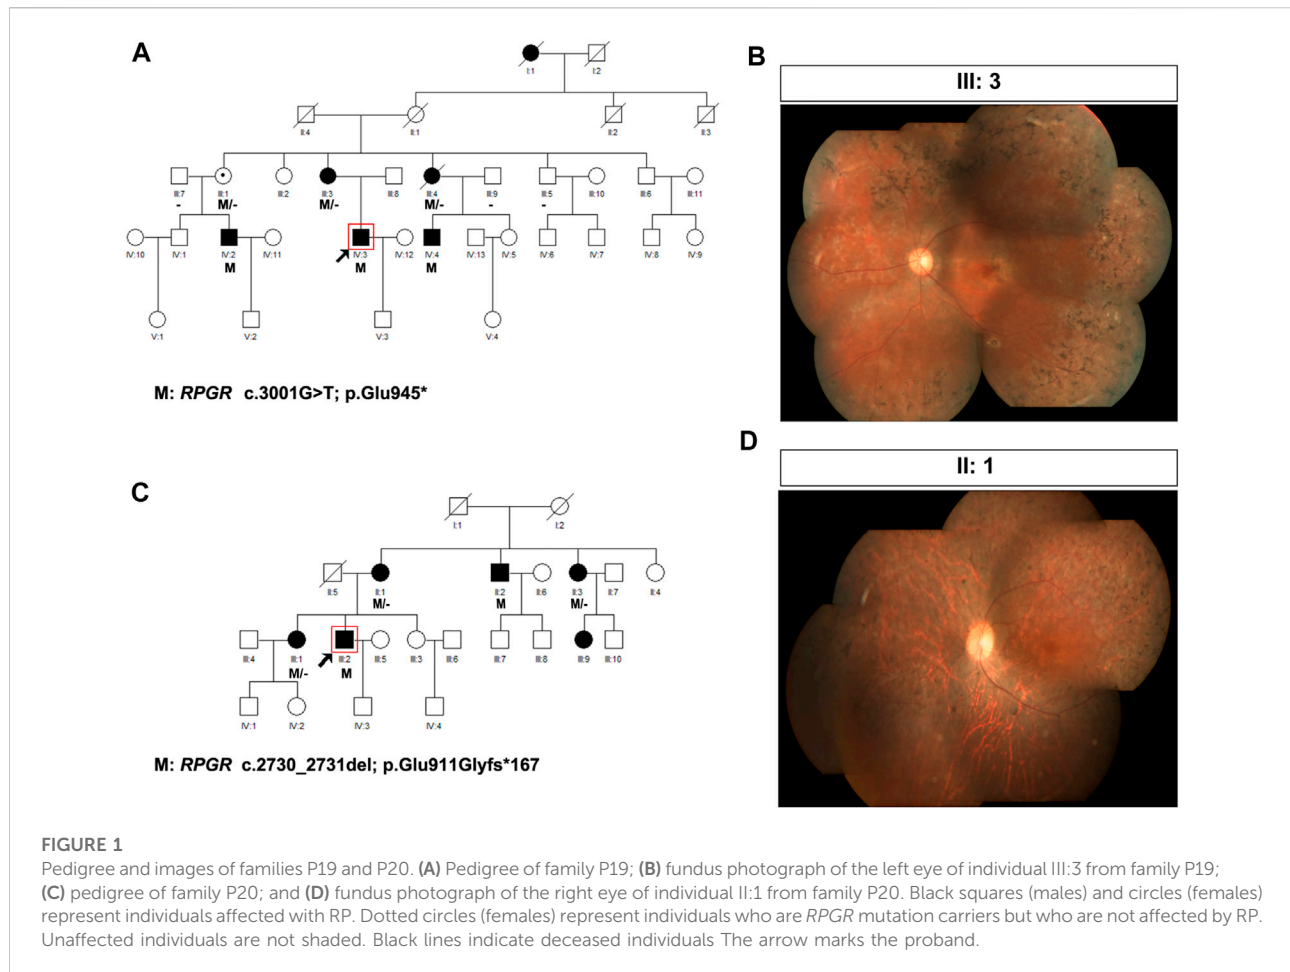 A
I:1 I:2
II:4 II:1 II:2 II:3
III:7 III:1 III:2 III:3 III:8 III:4 III:9 III:5 III:10 III:6 III:11
- M/- M/- M/- - -
IV:10 IV:1 IV:2 IV:11 IV:3 IV:12 IV:4 IV:13 IV:5 IV:6 IV:7 IV:8 IV:9
M M M
V:1 V:2 V:3 V:4
M: RPGR c.3001G>T; p.Glu945*
B
III: 3
C
I:1 I:2
II:5 II:1 II:2 II:6 II:3 II:7 II:4
M/- M M/-
III:4 III:1 III:2 III:5 III:3 III:6 III:7 III:8 III:9 III:10
M/- M
IV:1 IV:2 IV:3 IV:4
M: RPGR c.2730_2731del; p.Glu911Glyfs*167
D
II: 1
FIGURE 1
Pedigree and images of families P19 and P20. (A) Pedigree of family P19; (B) fundus photograph of the left eye of individual III:3 from family P19;
(C) pedigree of family P20; and (D) fundus photograph of the right eye of individual II:1 from family P20. Black squares (males) and circles (females)
represent individuals affected with RP. Dotted circles (females) represent individuals who are RPGR mutation carriers but who are not affected by RP.
Unaffected individuals are not shaded. Black lines indicate deceased individuals The arrow marks the proband.